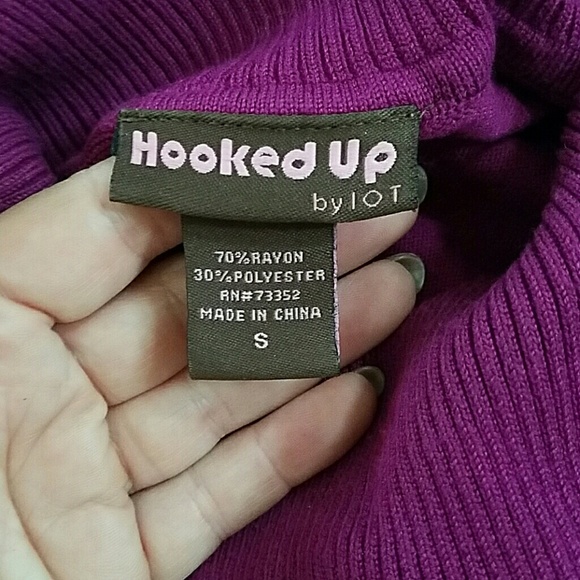 Hooked Up
by IOT
70%RAYON
30%POLYESTER
RN#73352
MADE IN CHINA
S